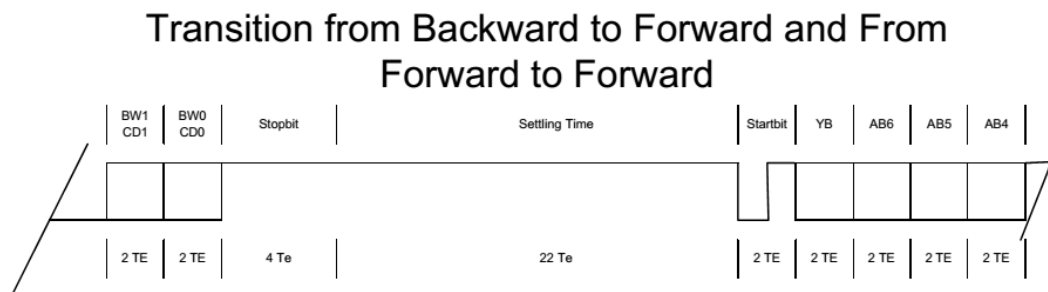 Transition from Backward to Forward and From
Forward to Forward
BW1 BW0
CD1 CD0 Stopbit Settling Time Startbit YB AB6 AB5 AB4
2 TE 2 TE 4 Te 22 Te 2 TE 2 TE 2 TE 2 TE 2 TE